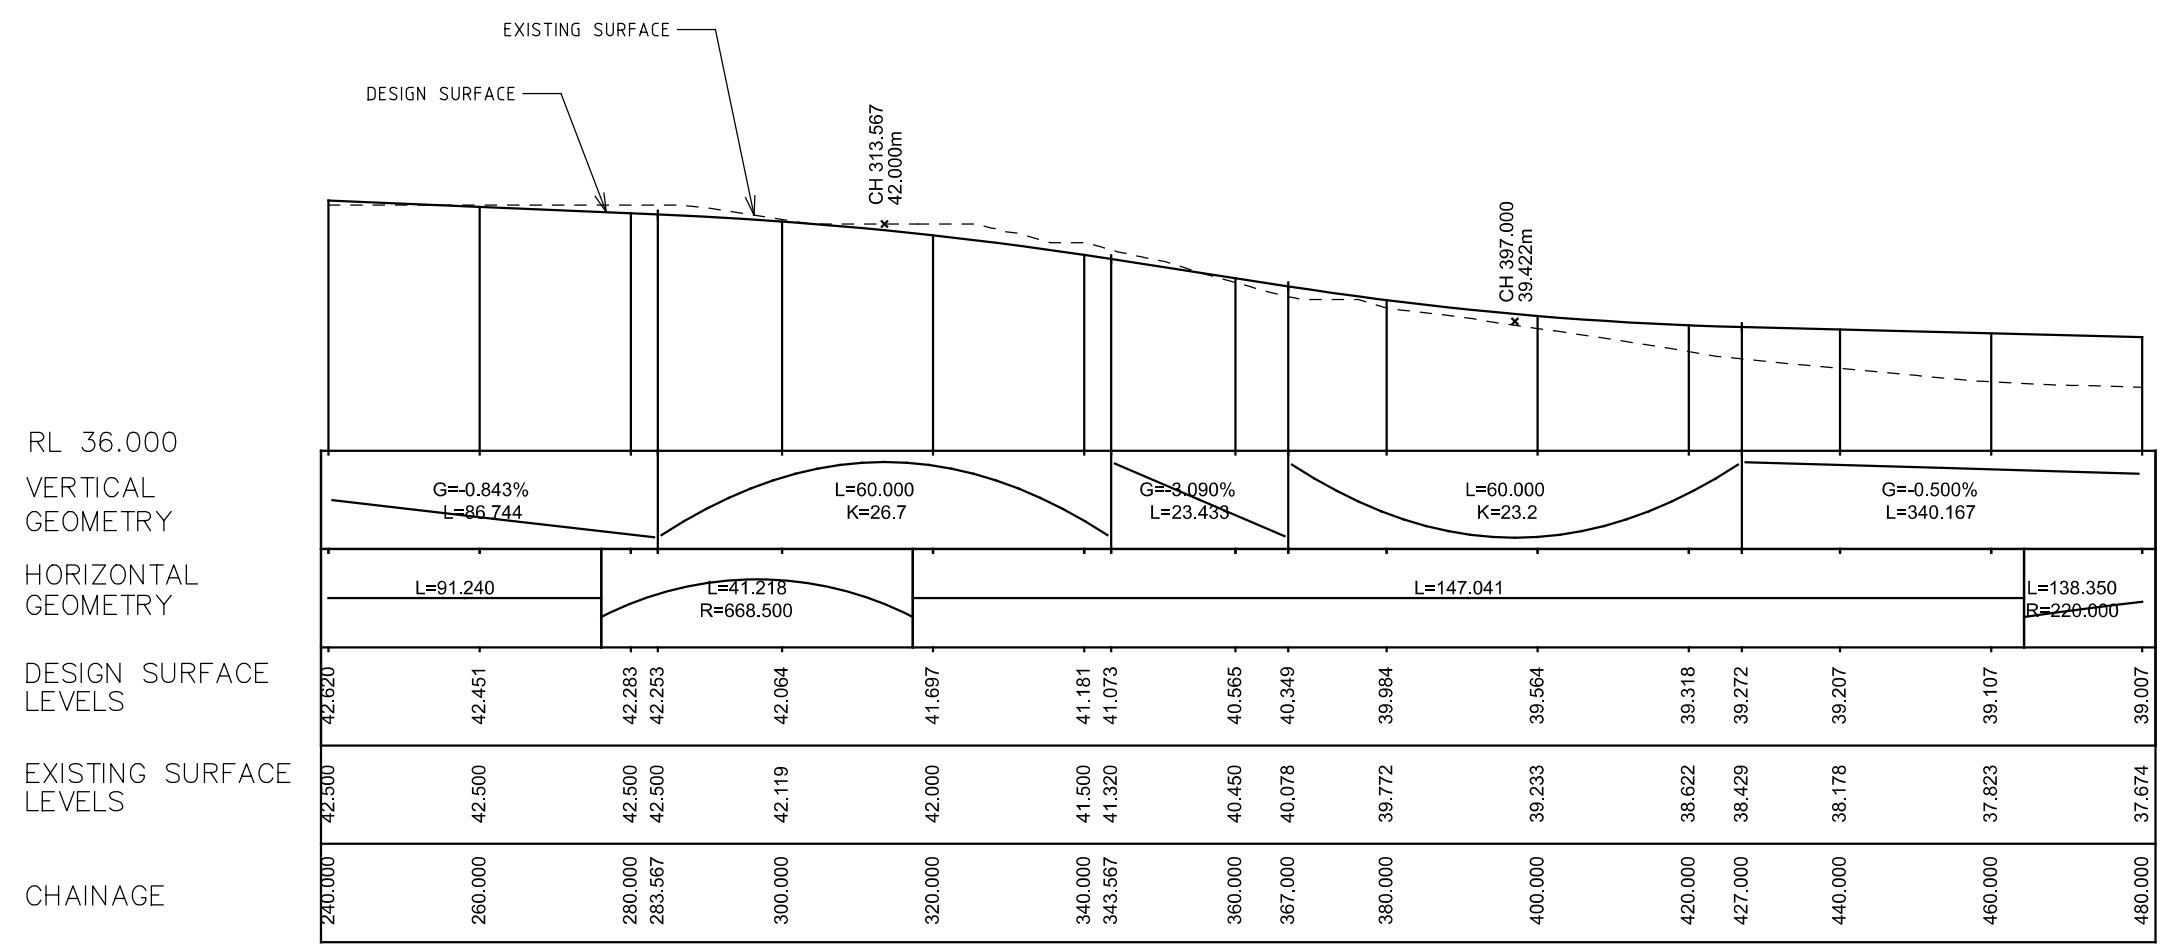 EXISTING SURFACE
DESIGN SURFACE
CH 313.567
42.000m
CH 397.000
39.422m
RL 36.000
VERTICAL
GEOMETRY
G=-0.843%
L=86.744
L=60.000
K=26.7
G=-3.090%
L=23.433
L=60.000
K=23.2
G=-0.500%
L=340.167
HORIZONTAL
GEOMETRY
L=91.240
L=41.218
R=668.500
L=147.041
L=138.350
R=220.000
DESIGN SURFACE
LEVELS
42.620
42.451
42.283
42.253
42.064
41.697
41.181
41.073
40.565
40.349
39.984
39.564
39.318
39.272
39.207
39.107
39.007
EXISTING SURFACE
LEVELS
42.500
42.500
42.500
42.500
42.119
42.000
41.500
41.320
40.450
40.078
39.772
39.233
38.622
38.429
38.178
37.823
37.674
CHAINAGE
240.000
260.000
280.000
283.567
300.000
320.000
340.000
343.567
360.000
367.000
380.000
400.000
420.000
427.000
440.000
460.000
480.000